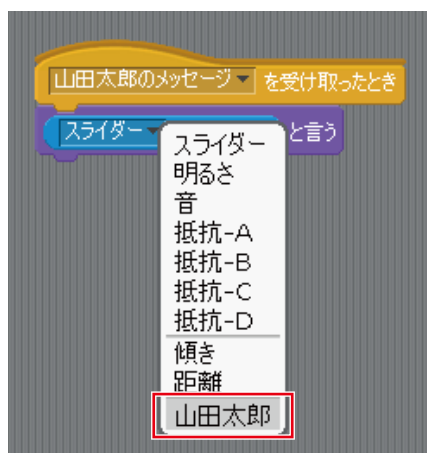 山田太郎のメッセージ を受け取ったとき
スライダー と言う
スライダー
明るさ
音
抵抗-A
抵抗-B
抵抗-C
抵抗-D
傾き
距離
山田太郎